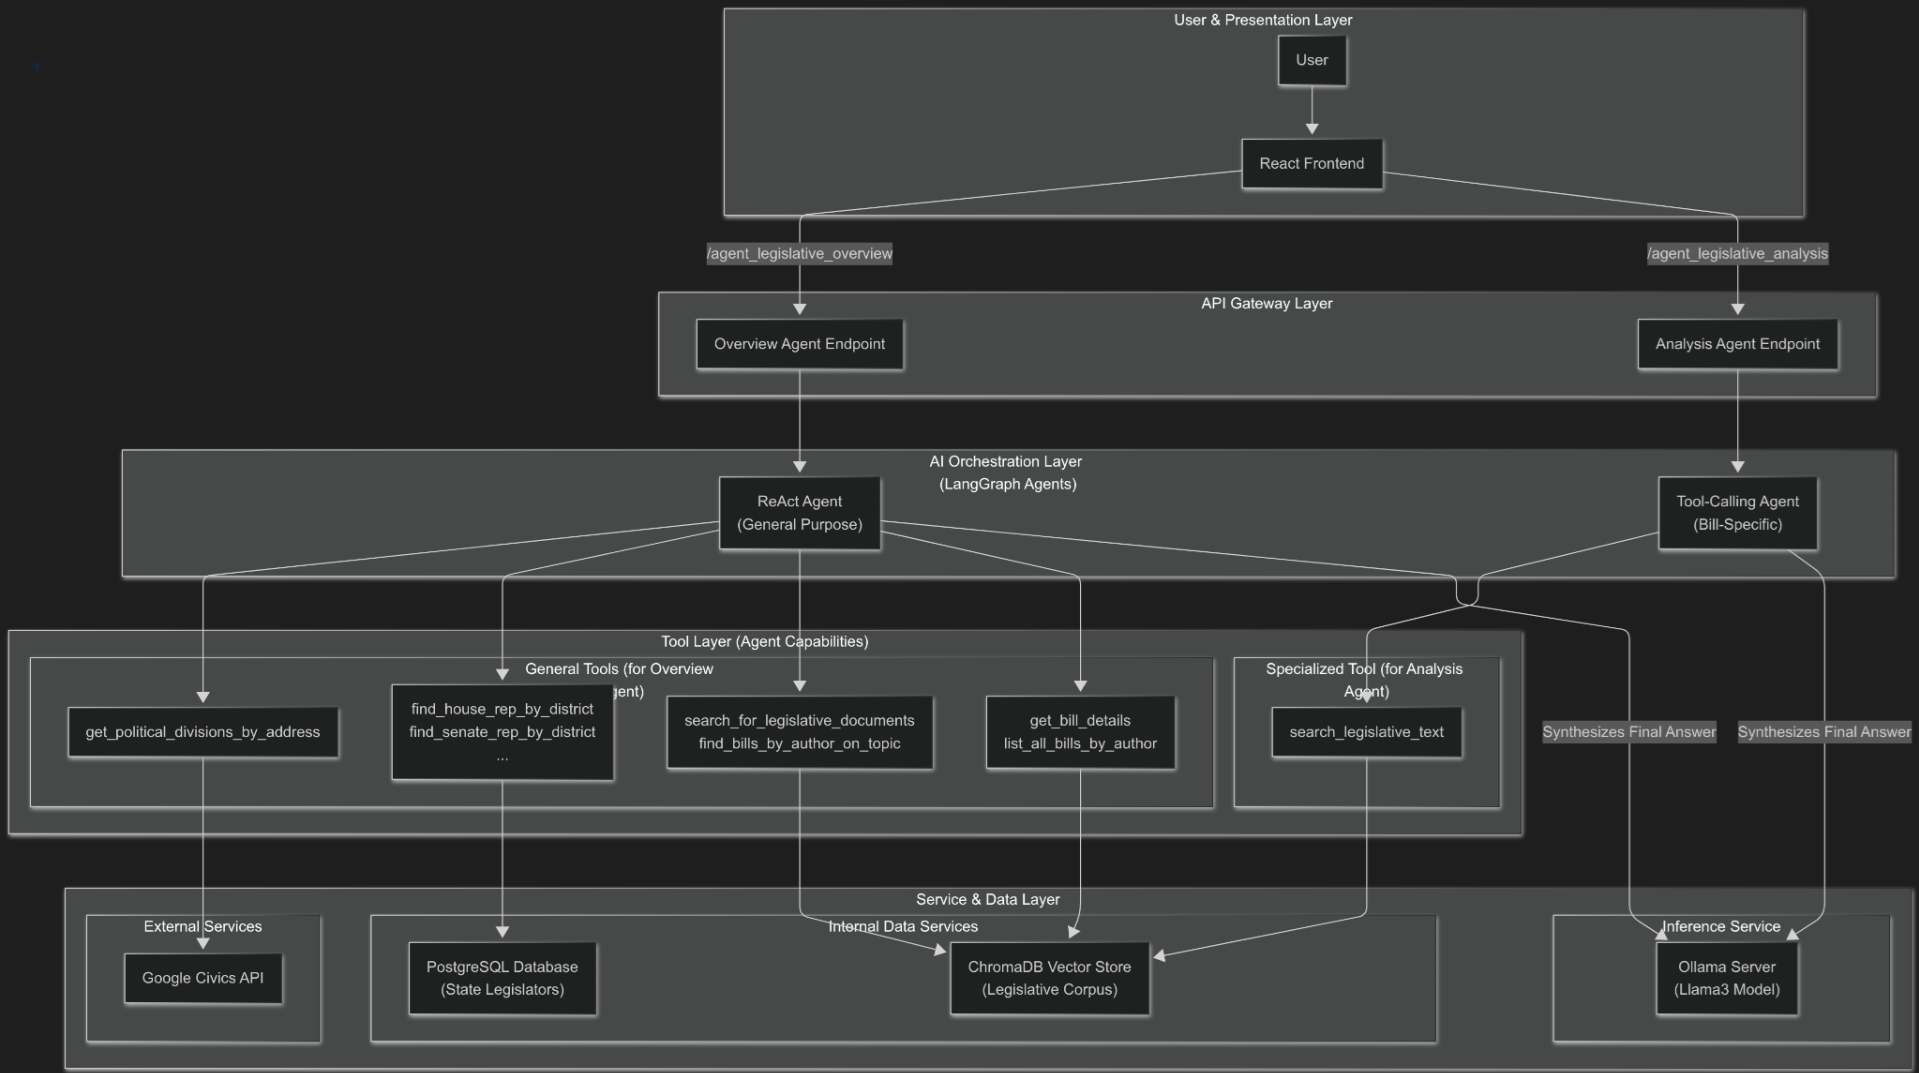 User & Presentation Layer
User
React Frontend
/agent_legislative_overview
/agent_legislative_analysis
API Gateway Layer
Overview Agent Endpoint
Analysis Agent Endpoint
AI Orchestration Layer
(LangGraph Agents)
ReAct Agent
(General Purpose)
Tool-Calling Agent
(Bill-Specific)
Tool Layer (Agent Capabilities)
General Tools (for Overview
gent)
Specialized Tool (for Analysis
Agent)
get_political_divisions_by_address
find_house_rep_by_district
find_senate_rep_by_district
...
search_for_legislative_documents
find_bills_by_author_on_topic
get_bill_details
list_all_bills_by_author
search_legislative_text
Synthesizes Final Answer
Synthesizes Final Answer
Service & Data Layer
External Services
Google Civics API
Internal Data Services
PostgreSQL Database
(State Legislators)
ChromaDB Vector Store
(Legislative Corpus)
Inference Service
Ollama Server
(Llama3 Model)